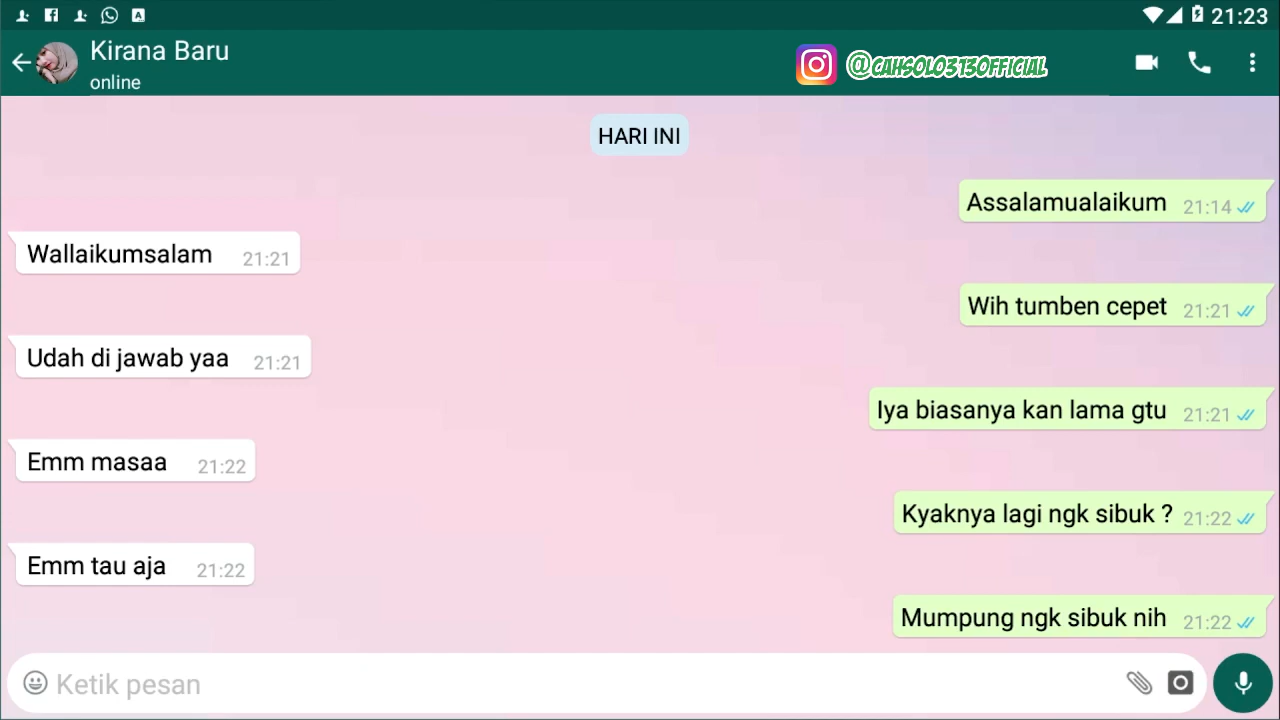 21:23
Kirana Baru
online
@CAHSOLO313OFFICIAL
HARI INI
Assalamualaikum 21:14
Wallaikumsalam 21:21
Wih tumben cepet 21:21
Udah di jawab yaa 21:21
Iya biasanya kan lama gtu 21:21
Emm masaa 21:22
Kyaknya lagi ngk sibuk ? 21:22
Emm tau aja 21:22
Mumpung ngk sibuk nih 21:22
Ketik pesan